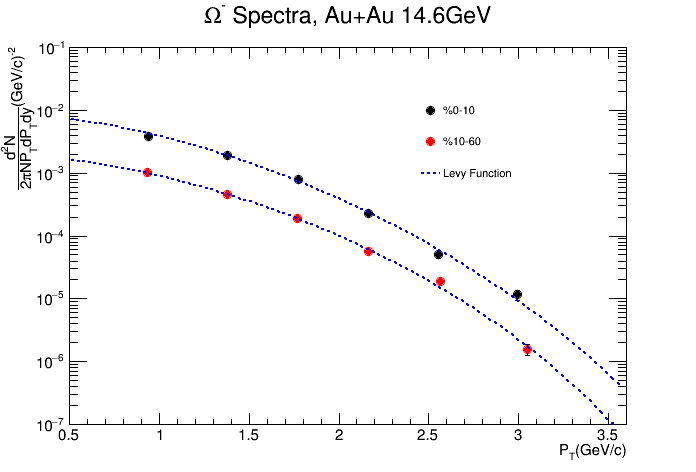 Ω⁻ Spectra, Au+Au 14.6GeV
d²N
2πNP_TdP_Tdy
(GeV/c)⁻²
10⁻¹
10⁻²
10⁻³
10⁻⁴
10⁻⁵
10⁻⁶
10⁻⁷
%0-10
%10-60
Levy Function
0.5 1 1.5 2 2.5 3 3.5
P_T(GeV/c)